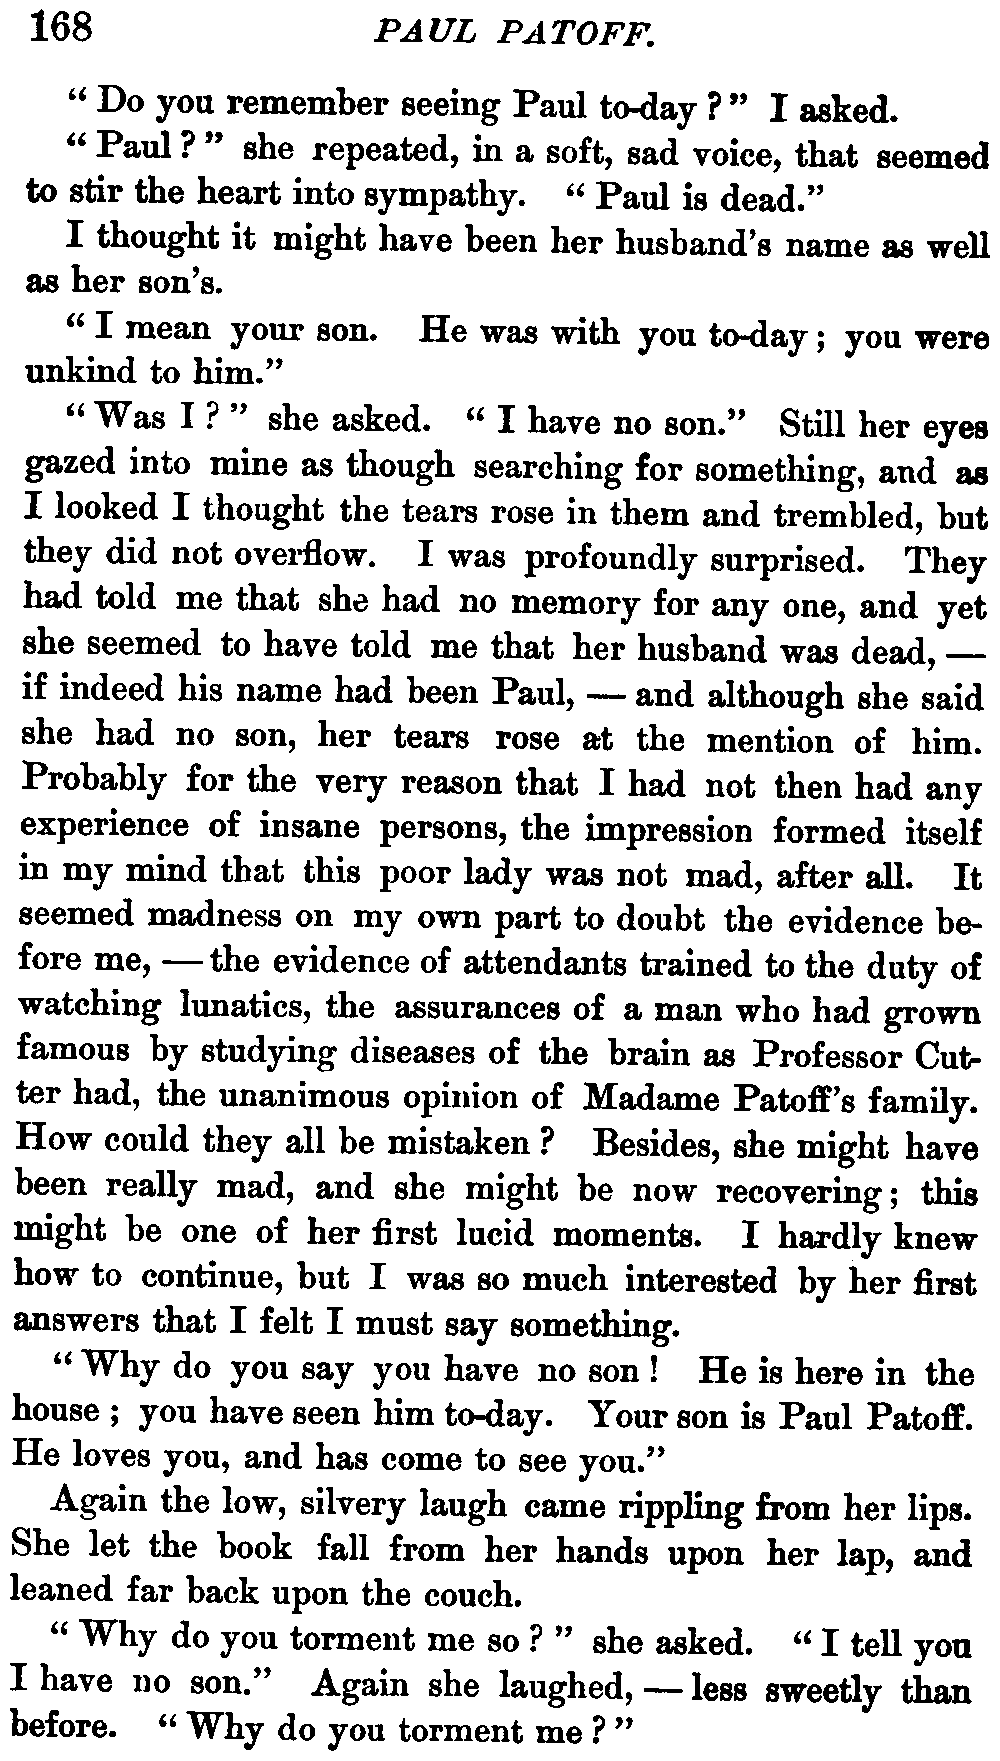 168 PAUL PATOFF.
“Do you remember seeing Paul to-day?” I asked.
“Paul?” she repeated, in a soft, sad voice, that seemed
to stir the heart into sympathy. “Paul is dead.”
I thought it might have been her husband’s name as well
as her son’s.
“I mean your son. He was with you to-day; you were
unkind to him.”
“Was I?” she asked. “I have no son.” Still her eyes
gazed into mine as though searching for something, and as
I looked I thought the tears rose in them and trembled, but
they did not overflow. I was profoundly surprised. They
had told me that she had no memory for any one, and yet
she seemed to have told me that her husband was dead, —
if indeed his name had been Paul, — and although she said
she had no son, her tears rose at the mention of him.
Probably for the very reason that I had not then had any
experience of insane persons, the impression formed itself
in my mind that this poor lady was not mad, after all. It
seemed madness on my own part to doubt the evidence be-
fore me, — the evidence of attendants trained to the duty of
watching lunatics, the assurances of a man who had grown
famous by studying diseases of the brain as Professor Cut-
ter had, the unanimous opinion of Madame Patoff’s family.
How could they all be mistaken? Besides, she might have
been really mad, and she might be now recovering; this
might be one of her first lucid moments. I hardly knew
how to continue, but I was so much interested by her first
answers that I felt I must say something.
“Why do you say you have no son! He is here in the
house; you have seen him to-day. Your son is Paul Patoff.
He loves you, and has come to see you.”
Again the low, silvery laugh came rippling from her lips.
She let the book fall from her hands upon her lap, and
leaned far back upon the couch.
“Why do you torment me so?” she asked. “I tell you
I have no son.” Again she laughed, — less sweetly than
before. “Why do you torment me?”